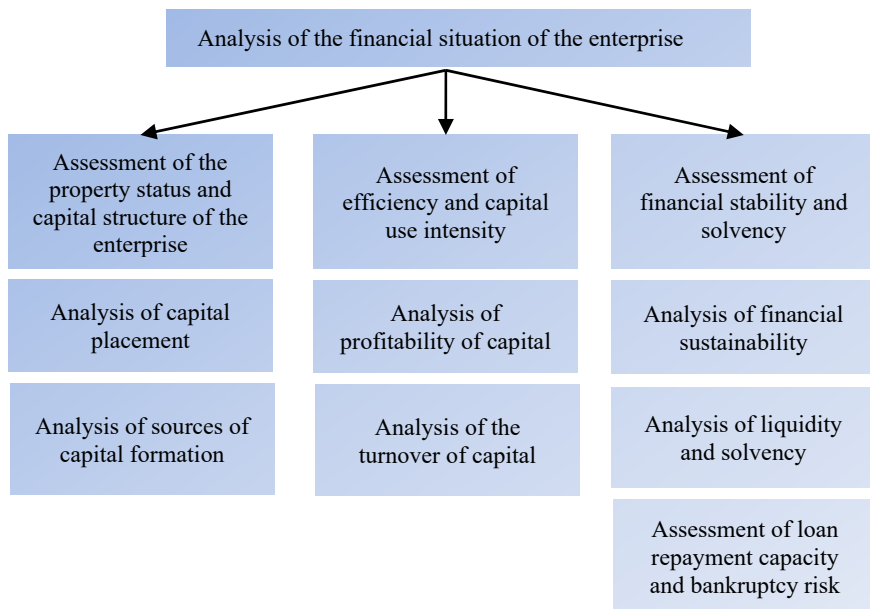 Analysis of the financial situation of the enterprise
Assessment of the
property status and
capital structure of the
enterprise
Analysis of capital
placement
Analysis of sources of
capital formation
Assessment of
efficiency and capital
use intensity
Analysis of
profitability of capital
Analysis of the
turnover of capital
Assessment of
financial stability and
solvency
Analysis of financial
sustainability
Analysis of liquidity
and solvency
Assessment of loan
repayment capacity
and bankruptcy risk